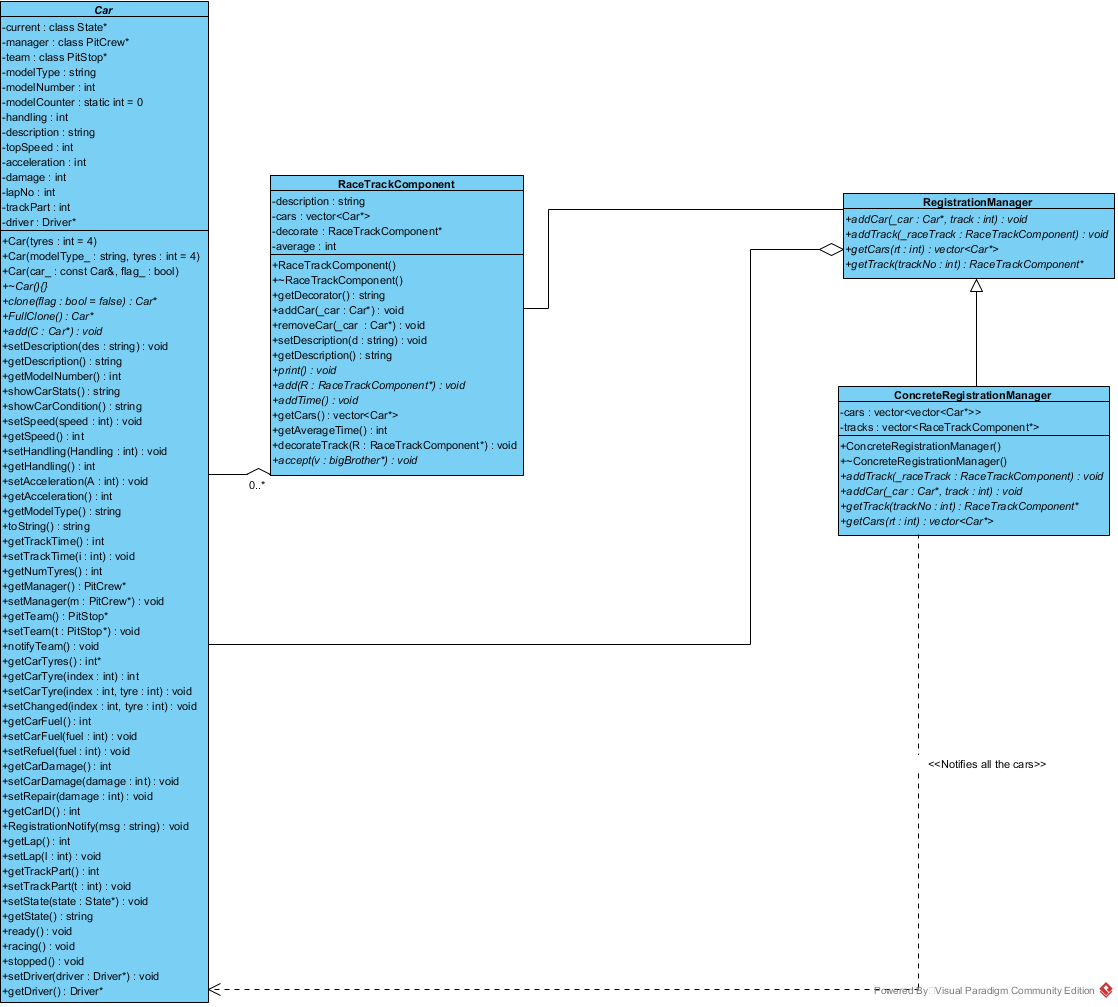 Car
-current : class State*
-manager : class PitCrew*
-team : class PitStop*
-modelType : string
-modelNumber : int
-modelCounter : static int = 0
-handling : int
-description : string
-topSpeed : int
-acceleration : int
-damage : int
-lapNo : int
-trackPart : int
-driver : Driver*
+Car(tyres : int = 4)
+Car(modelType_ : string, tyres : int = 4)
+Car(car_ : const Car&, flag_ : bool)
+~Car(){}
+clone(flag : bool = false) : Car*
+FullClone() : Car*
+add(C : Car*) : void
+setDescription(des : string) : void
+getDescription() : string
+getModelNumber() : int
+showCarStats() : string
+showCarCondition() : string
+setSpeed(speed : int) : void
+getSpeed() : int
+setHandling(Handling : int) : void
+getHandling() : int
+setAcceleration(A : int) : void
+getAcceleration() : int
+getModelType() : string
+toString() : string
+getTrackTime() : int
+setTrackTime(i : int) : void
+getNumTyres() : int
+getManager() : PitCrew*
+setManager(m : PitCrew*) : void
+getTeam() : PitStop*
+setTeam(t : PitStop*) : void
+notifyTeam() : void
+getCarTyres() : int*
+getCarTyre(index : int) : int
+setCarTyre(index : int, tyre : int) : void
+setChanged(index : int, tyre : int) : void
+getCarFuel() : int
+setCarFuel(fuel : int) : void
+setRefuel(fuel : int) : void
+getCarDamage() : int
+setCarDamage(damage : int) : void
+setRepair(damage : int) : void
+getCarID() : int
+RegistrationNotify(msg : string) : void
+getLap() : int
+setLap(l : int) : void
+getTrackPart() : int
+setTrackPart(t : int) : void
+setState(state : State*) : void
+getState() : string
+ready() : void
+racing() : void
+stopped() : void
+setDriver(driver : Driver*) : void
+getDriver() : Driver*
RaceTrackComponent
-description : string
-cars : vector<Car*>
-decorate : RaceTrackComponent*
-average : int
+RaceTrackComponent()
+~RaceTrackComponent()
+getDecorator() : string
+addCar(_car : Car*) : void
+removeCar(_car : Car*) : void
+setDescription(d : string) : void
+getDescription() : string
+print() : void
+add(R : RaceTrackComponent*) : void
+addTime() : void
+getCars() : vector<Car*>
+getAverageTime() : int
+decorateTrack(R : RaceTrackComponent*) : void
+accept(v : bigBrother*) : void
0..*
RegistrationManager
+addCar(_car : Car*, track : int) : void
+addTrack(_raceTrack : RaceTrackComponent) : void
+getCars(rt : int) : vector<Car*>
+getTrack(trackNo : int) : RaceTrackComponent*
ConcreteRegistrationManager
-cars : vector<vector<Car*>>
-tracks : vector<RaceTrackComponent*>
+ConcreteRegistrationManager()
+~ConcreteRegistrationManager()
+addTrack(_raceTrack : RaceTrackComponent) : void
+addCar(_car : Car*, track : int) : void
+getTrack(trackNo : int) : RaceTrackComponent*
+getCars(rt : int) : vector<Car*>
<<Notifies all the cars>>
Powered By Visual Paradigm Community Edition